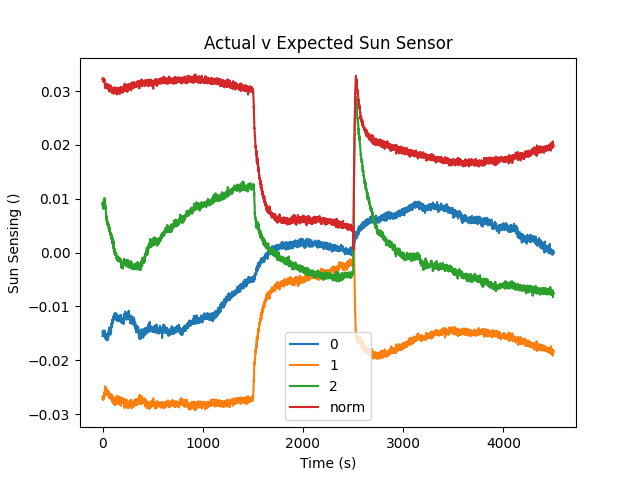 Actual v Expected Sun Sensor
Sun Sensing ()
0.03
0.02
0.01
0.00
−0.01
−0.02
−0.03
0
1
2
norm
0 1000 2000 3000 4000
Time (s)